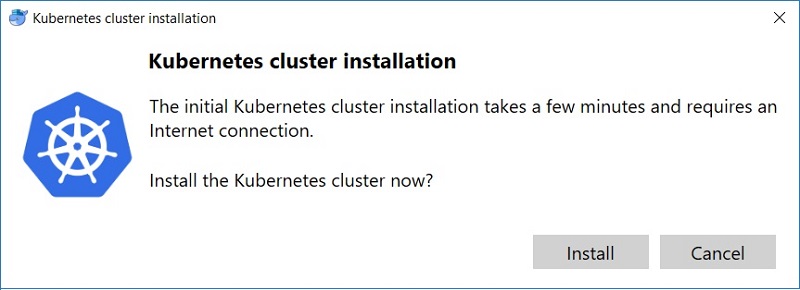 Kubernetes cluster installation
Kubernetes cluster installation
The initial Kubernetes cluster installation takes a few minutes and requires an
Internet connection.
Install the Kubernetes cluster now?
Install
Cancel